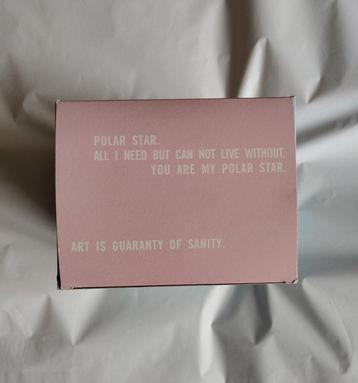 POLAR STAR.
ALL I NEED BUT CAN NOT LIVE WITHOUT.
YOU ARE MY POLAR STAR.
ART IS GUARANTY OF SANITY.